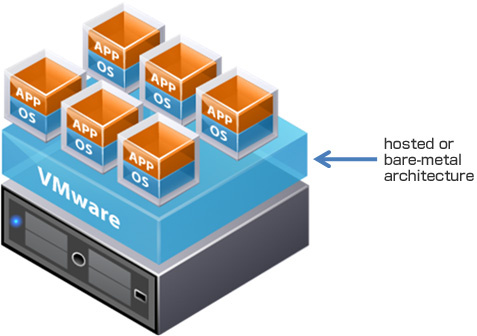 APP
OS
APP
OS
APP
OS
APP
OS
APP
OS
APP
OS
VMware
hosted or
bare-metal
architecture